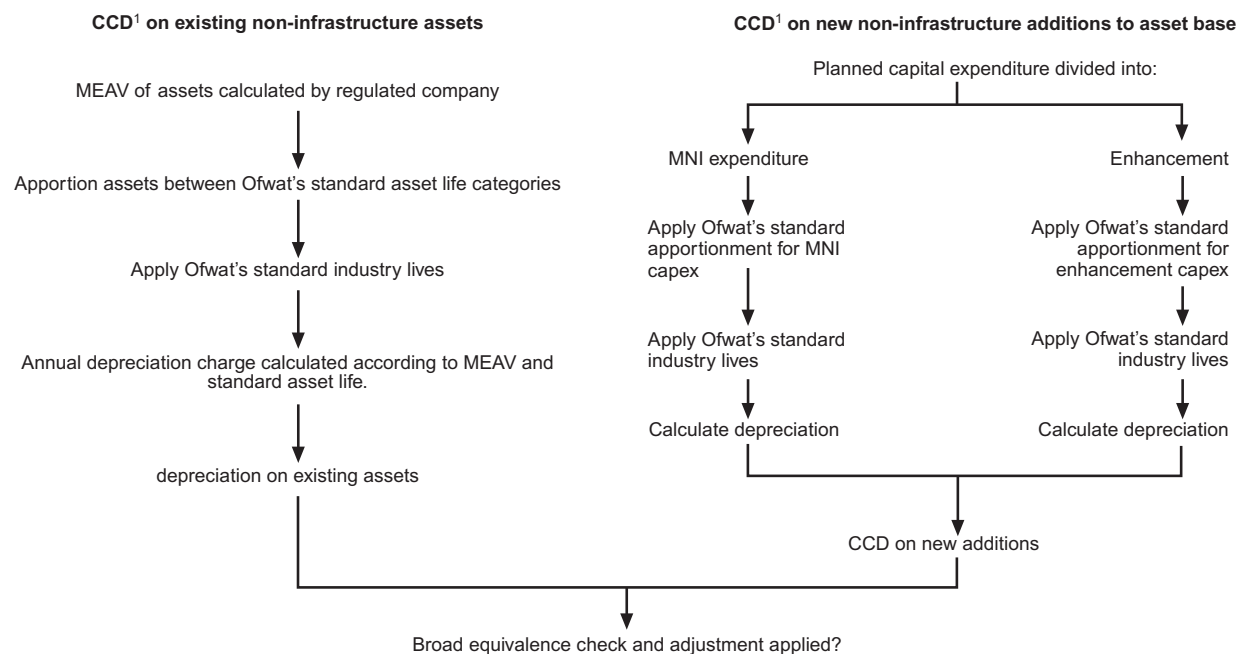 CCD¹ on existing non-infrastructure assets
MEAV of assets calculated by regulated company
Apportion assets between Ofwat's standard asset life categories
Apply Ofwat's standard industry lives
Annual depreciation charge calculated according to MEAV and
standard asset life.
depreciation on existing assets
CCD¹ on new non-infrastructure additions to asset base
Planned capital expenditure divided into:
MNI expenditure
Apply Ofwat's standard
apportionment for MNI
capex
Apply Ofwat's standard
industry lives
Calculate depreciation
Enhancement
Apply Ofwat's standard
apportionment for
enhancement capex
Apply Ofwat's standard
industry lives
Calculate depreciation
CCD on new additions
Broad equivalence check and adjustment applied?